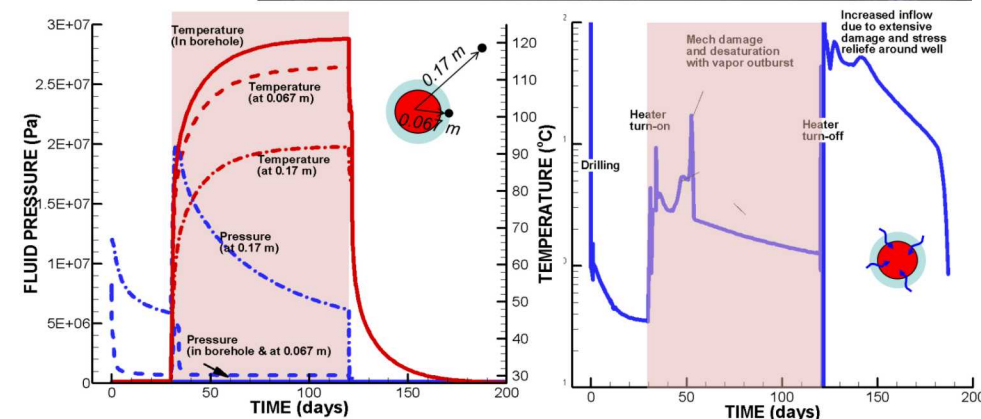 3E+07
2.5E+07
2E+07
1.5E+07
1E+07
5E+06
0
FLUID PRESSURE (Pa)
0
50
100
150
200
TIME (days)
120
110
100
90
80
70
60
50
40
30
TEMPERATURE (°C)
Temperature
(In borehole)
Temperature
(at 0.067 m)
Temperature
(at 0.17 m)
Pressure
(at 0.17 m)
Pressure
(in borehole & at 0.067 m)
0.17 m
0.067 m
2
1
0
1
0
50
100
150
200
TIME (days)
Drilling
Heater
turn-on
Mech damage
and desaturation
with vapor outburst
Heater
turn-off
Increased inflow
due to extensive
damage and stress
reliefe around well